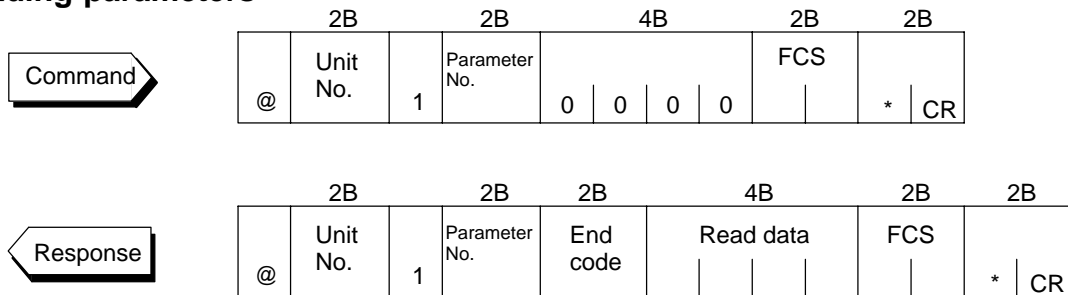 ding parameters
2B 2B 4B 2B 2B
Command
Unit No. Parameter No. FCS
@ 1 0 0 0 0 * CR
2B 2B 2B 4B 2B 2B
Response
Unit No. Parameter No. End code Read data FCS
@ 1 * CR